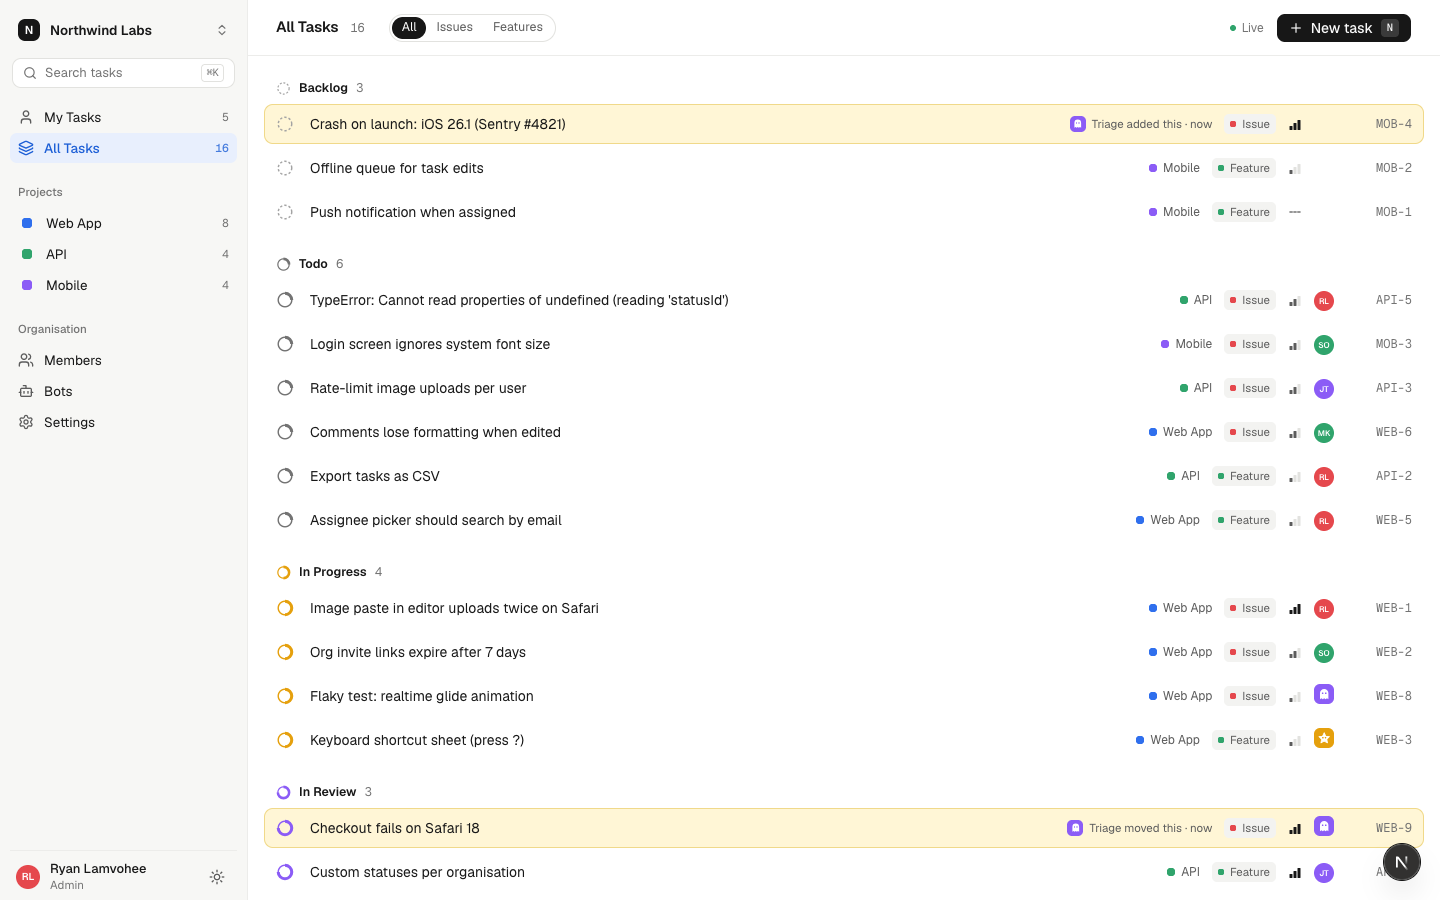 N Northwind Labs
Search tasks ⌘K
My Tasks 5
All Tasks 16
Projects
Web App 8
API 4
Mobile 4
Organisation
Members
Bots
Settings
RL Ryan Lamvohee
Admin
All Tasks 16 All Issues Features Live + New task N
Backlog 3
Crash on launch: iOS 26.1 (Sentry #4821) Triage added this · now Issue MOB-4
Offline queue for task edits Mobile Feature MOB-2
Push notification when assigned Mobile Feature MOB-1
Todo 6
TypeError: Cannot read properties of undefined (reading 'statusId') API Issue RL API-5
Login screen ignores system font size Mobile Issue SO MOB-3
Rate-limit image uploads per user API Issue JT API-3
Comments lose formatting when edited Web App Issue MK WEB-6
Export tasks as CSV API Feature RL API-2
Assignee picker should search by email Web App Feature RL WEB-5
In Progress 4
Image paste in editor uploads twice on Safari Web App Issue RL WEB-1
Org invite links expire after 7 days Web App Issue SO WEB-2
Flaky test: realtime glide animation Web App Issue WEB-8
Keyboard shortcut sheet (press ?) Web App Feature WEB-3
In Review 3
Checkout fails on Safari 18 Triage moved this · now Issue WEB-9
Custom statuses per organisation API Feature JT
N